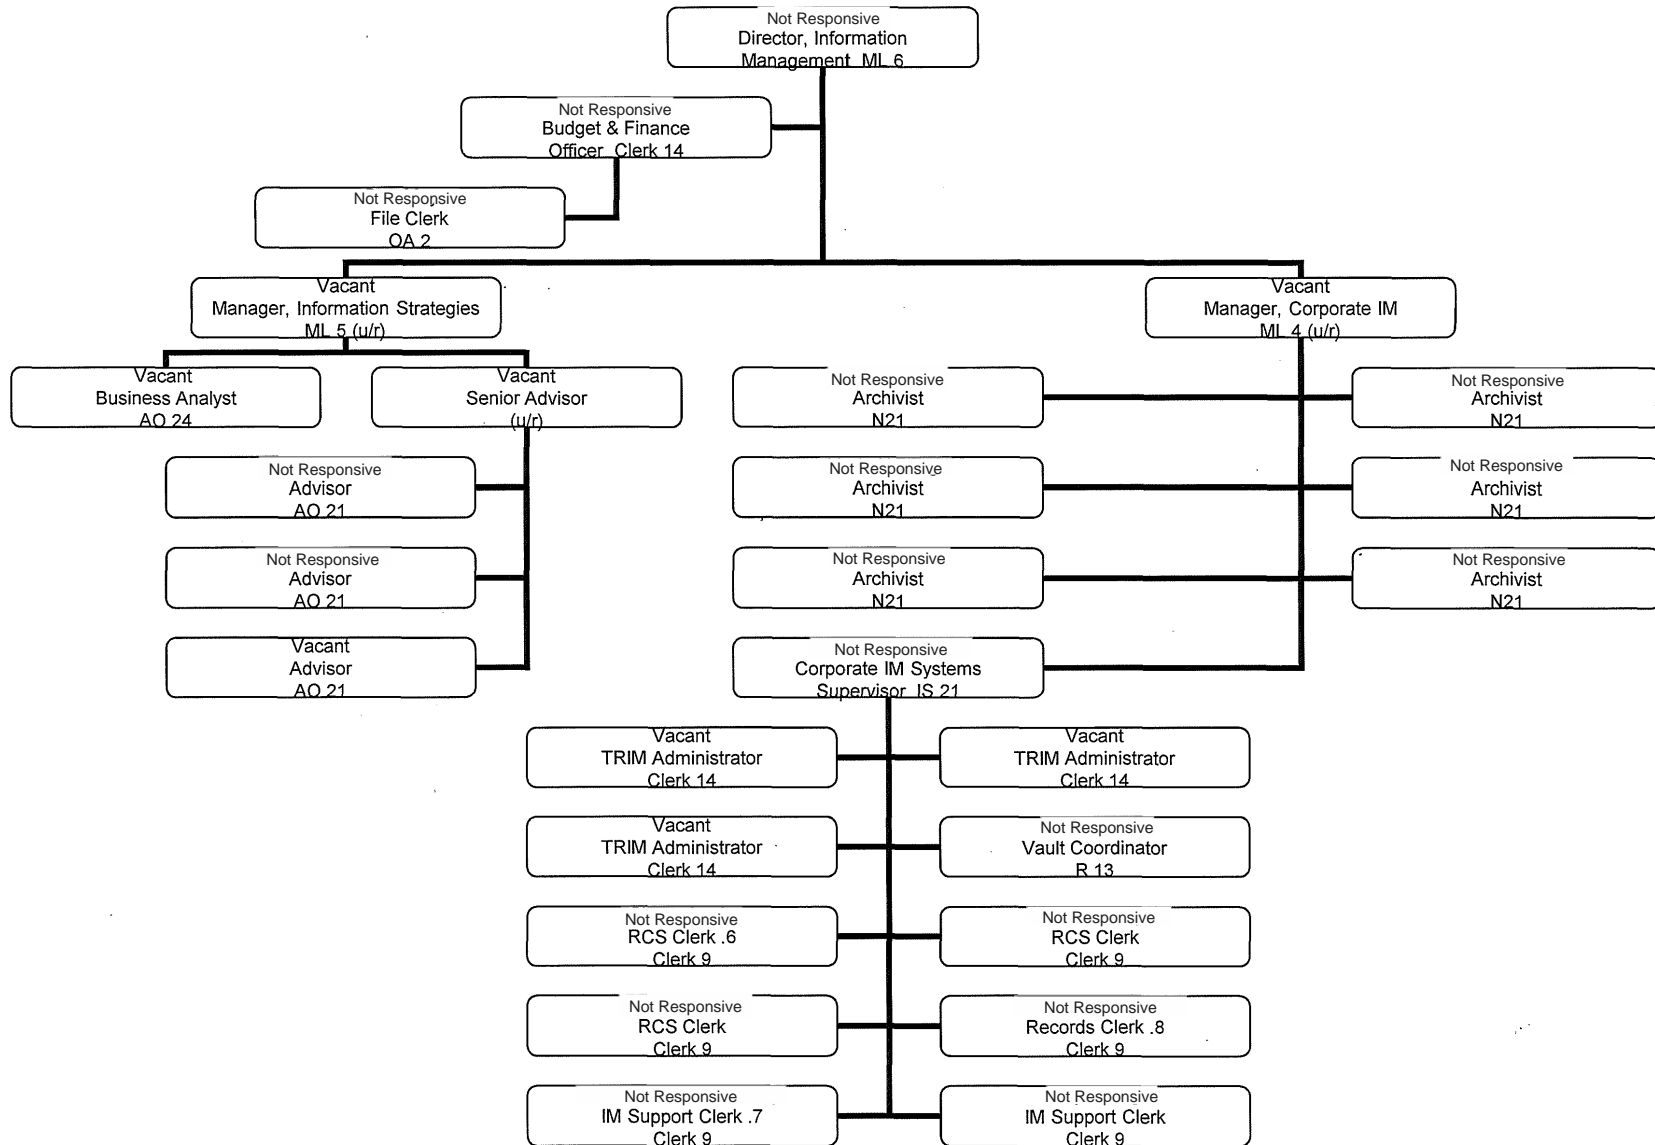 Not Responsive
Director, Information
Management ML 6
Not Responsive
Budget & Finance
Officer Clerk 14
Not Responsive
File Clerk
OA 2
Vacant
Manager, Information Strategies
ML 5 (u/r)
Vacant
Manager, Corporate IM
ML 4 (u/r)
Vacant
Business Analyst
AO 24
Vacant
Senior Advisor
(u/r)
Not Responsive
Archivist
N21
Not Responsive
Archivist
N21
Not Responsive
Advisor
AO 21
Not Responsive
Archivist
N21
Not Responsive
Archivist
N21
Not Responsive
Advisor
AO 21
Not Responsive
Archivist
N21
Not Responsive
Archivist
N21
Vacant
Advisor
AO 21
Not Responsive
Corporate IM Systems
Supervisor IS 21
Vacant
TRIM Administrator
Clerk 14
Vacant
TRIM Administrator
Clerk 14
Vacant
TRIM Administrator
Clerk 14
Not Responsive
Vault Coordinator
R 13
Not Responsive
RCS Clerk .6
Clerk 9
Not Responsive
RCS Clerk
Clerk 9
Not Responsive
RCS Clerk
Clerk 9
Not Responsive
Records Clerk .8
Clerk 9
Not Responsive
IM Support Clerk .7
Clerk 9
Not Responsive
IM Support Clerk
Clerk 9